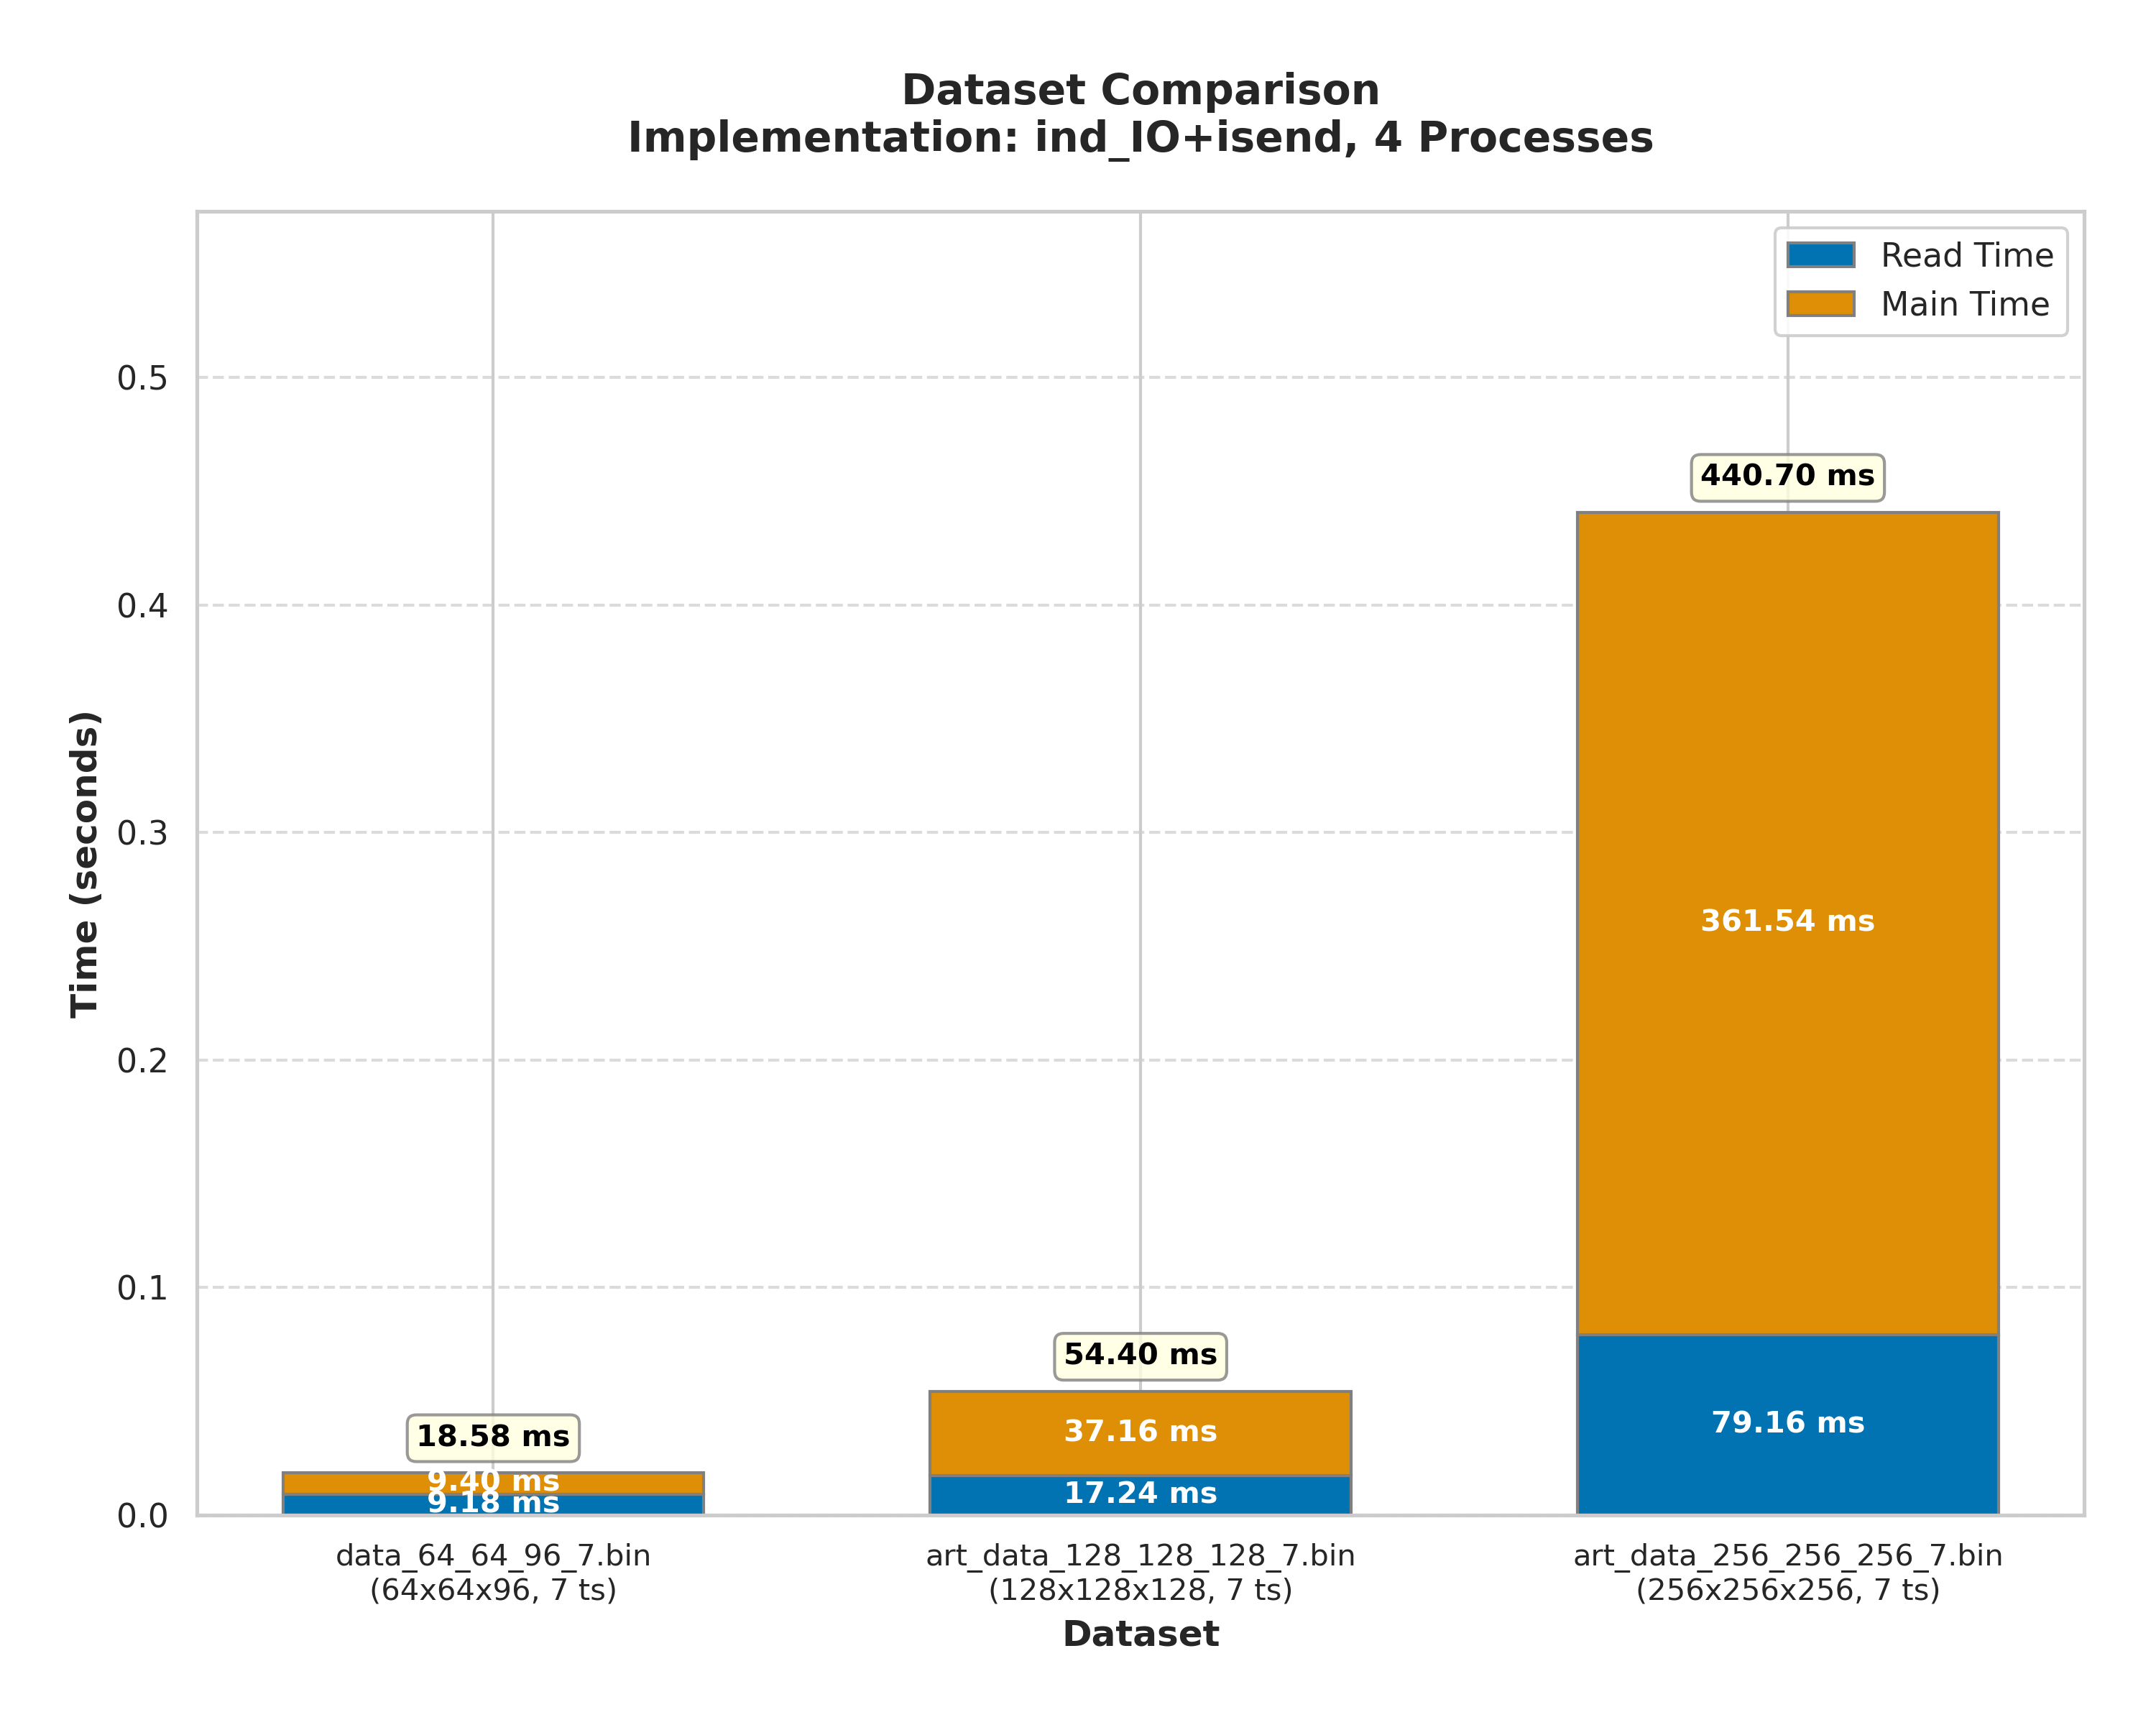 Dataset Comparison
Implementation: ind_IO+isend, 4 Processes
Read Time
Main Time
Time (seconds)
0.5
0.4
0.3
0.2
0.1
0.0
18.58 ms
9.40 ms
9.18 ms
54.40 ms
37.16 ms
17.24 ms
440.70 ms
361.54 ms
79.16 ms
data_64_64_96_7.bin
(64x64x96, 7 ts)
art_data_128_128_128_7.bin
(128x128x128, 7 ts)
art_data_256_256_256_7.bin
(256x256x256, 7 ts)
Dataset